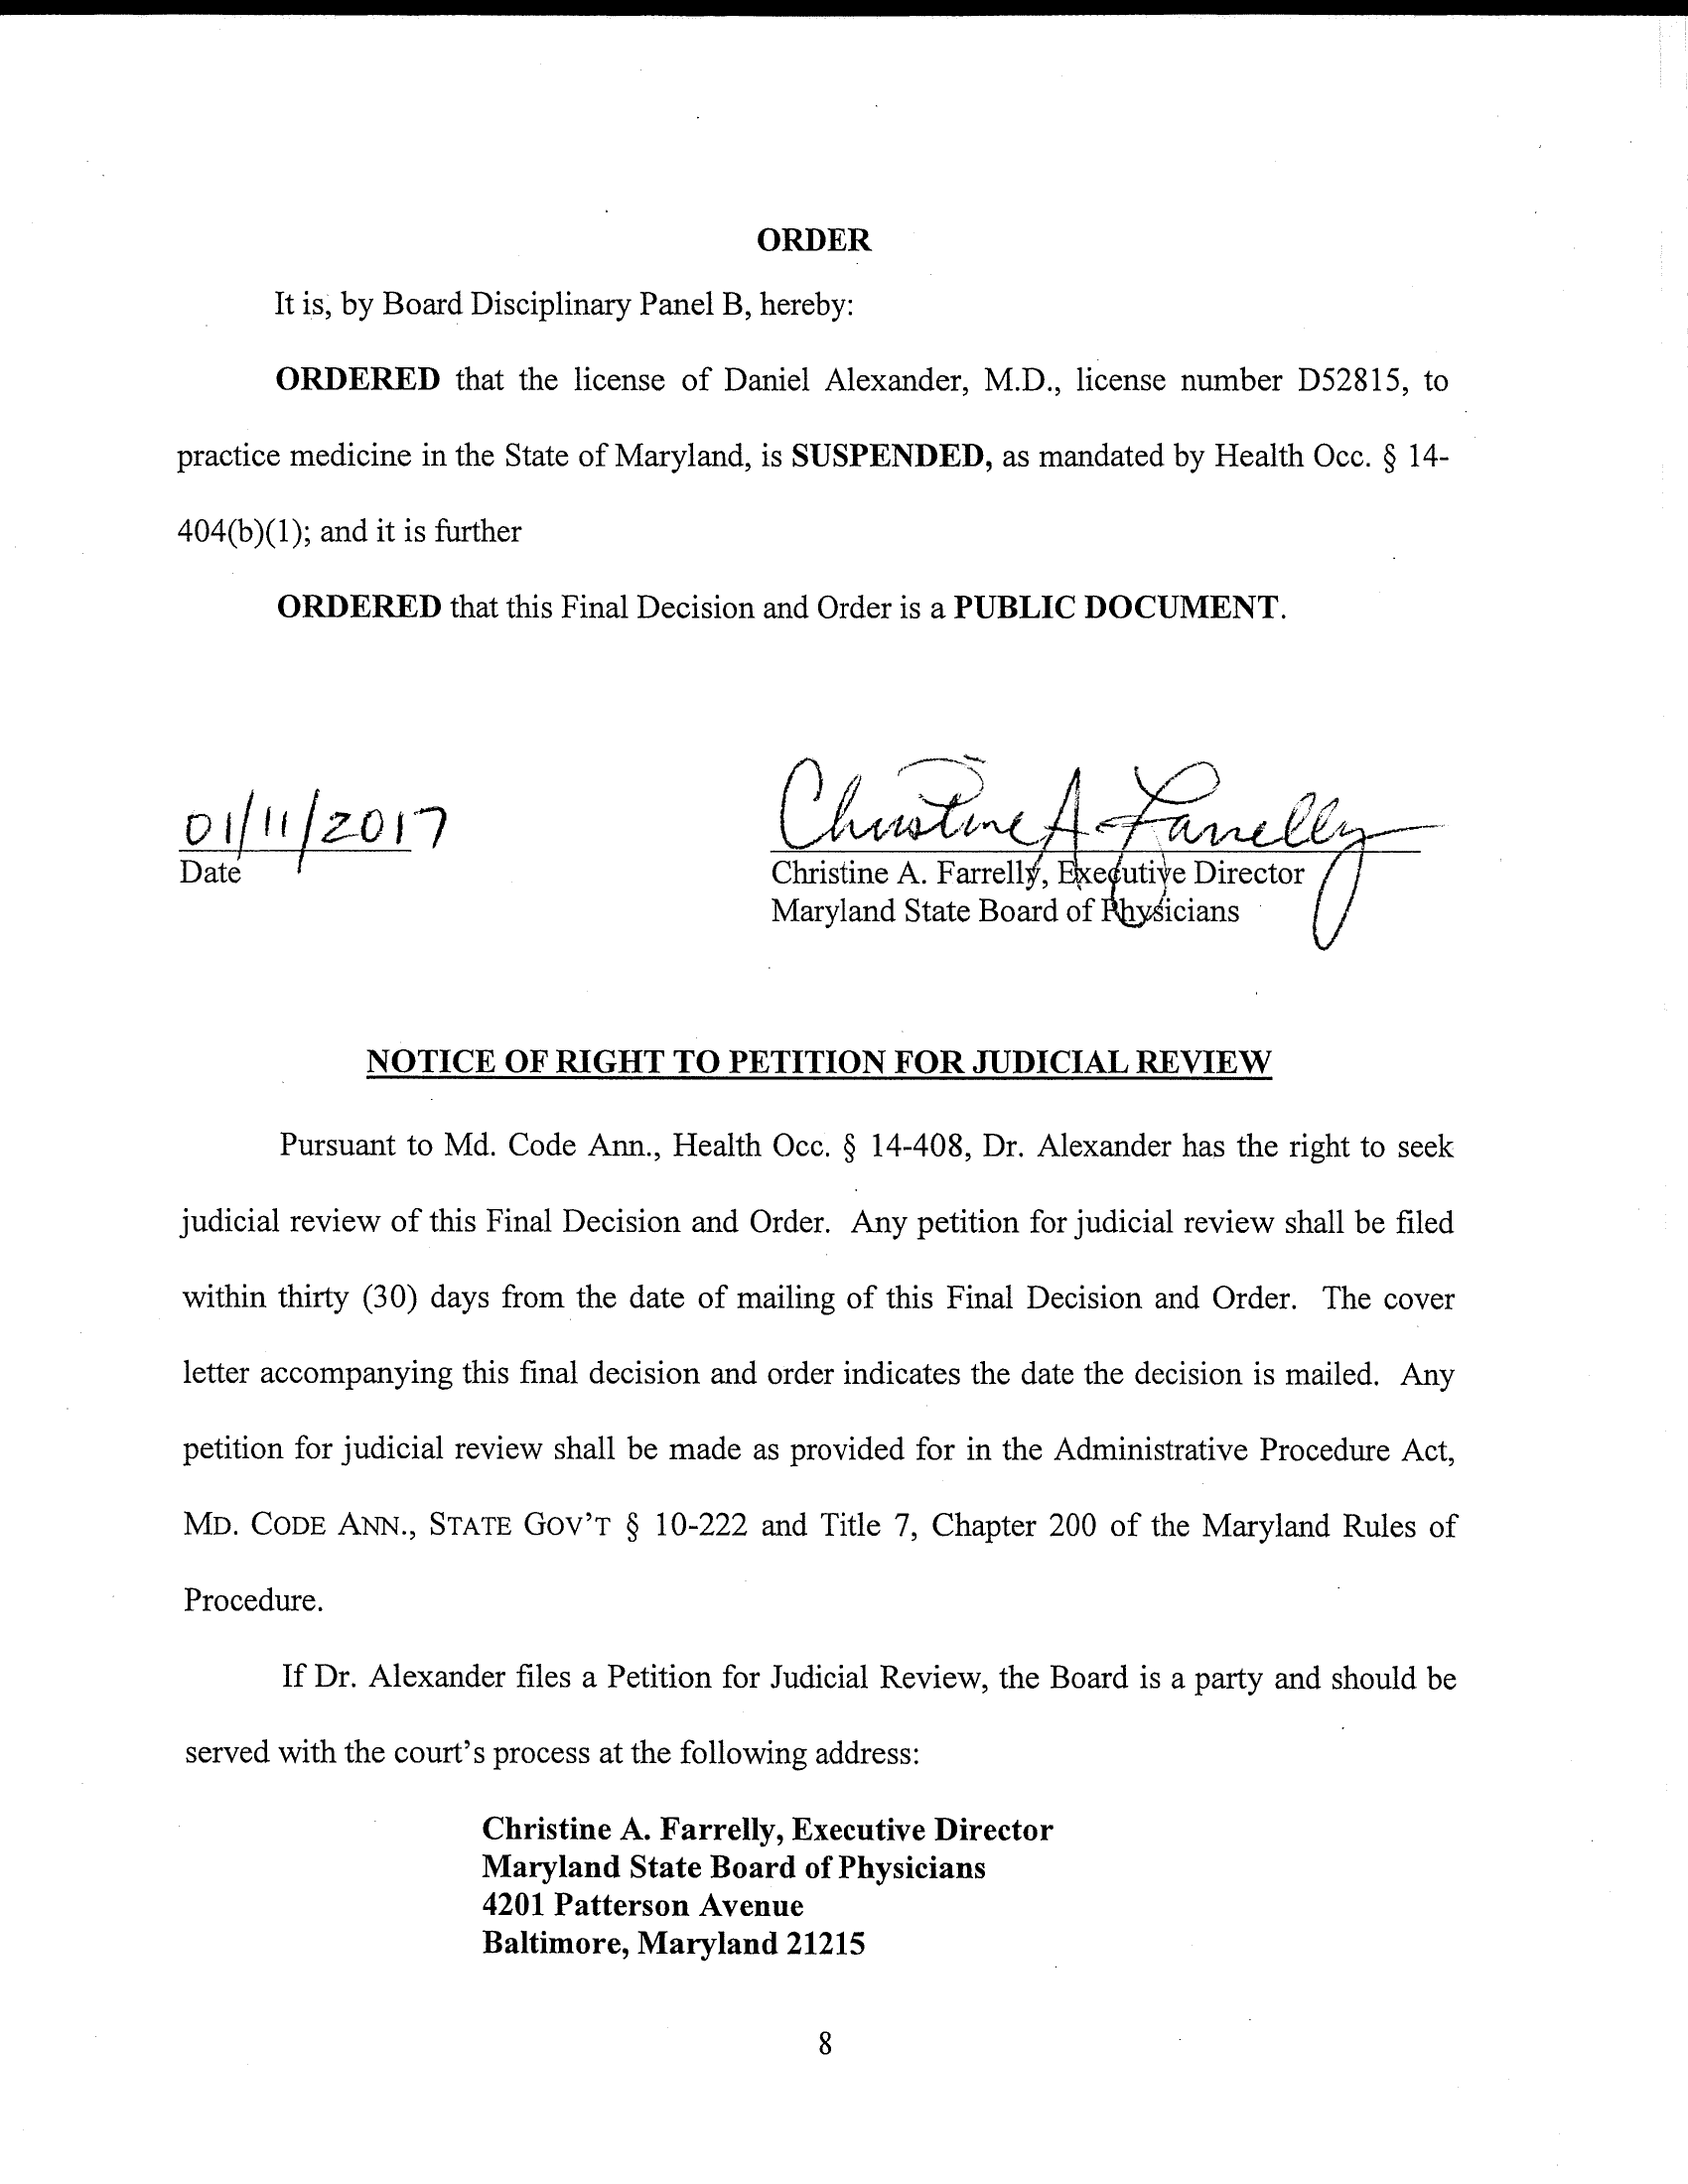 ORDER
It is, by Board Disciplinary Panel B, hereby:
ORDERED that the license of Daniel Alexander, M.D., license number D52815, to
practice medicine in the State of Maryland, is SUSPENDED, as mandated by Health Occ. § 14-
404(b)(1); and it is further
ORDERED that this Final Decision and Order is a PUBLIC DOCUMENT.
01/11/2017
Date
Christine A. Farrelly
Christine A. Farrelly, Executive Director
Maryland State Board of Physicians
NOTICE OF RIGHT TO PETITION FOR JUDICIAL REVIEW
Pursuant to Md. Code Ann., Health Occ. § 14-408, Dr. Alexander has the right to seek
judicial review of this Final Decision and Order. Any petition for judicial review shall be filed
within thirty (30) days from the date of mailing of this Final Decision and Order. The cover
letter accompanying this final decision and order indicates the date the decision is mailed. Any
petition for judicial review shall be made as provided for in the Administrative Procedure Act,
MD. CODE ANN., STATE GOV'T § 10-222 and Title 7, Chapter 200 of the Maryland Rules of
Procedure.
If Dr. Alexander files a Petition for Judicial Review, the Board is a party and should be
served with the court's process at the following address:
Christine A. Farrelly, Executive Director
Maryland State Board of Physicians
4201 Patterson Avenue
Baltimore, Maryland 21215
8